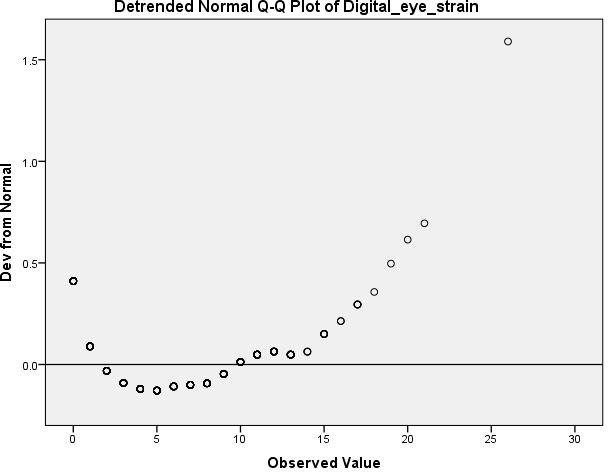 Detrended Normal Q-Q Plot of Digital_eye_strain
Dev from Normal
1.5
1.0
0.5
0.0
0 5 10 15 20 25 30
Observed Value